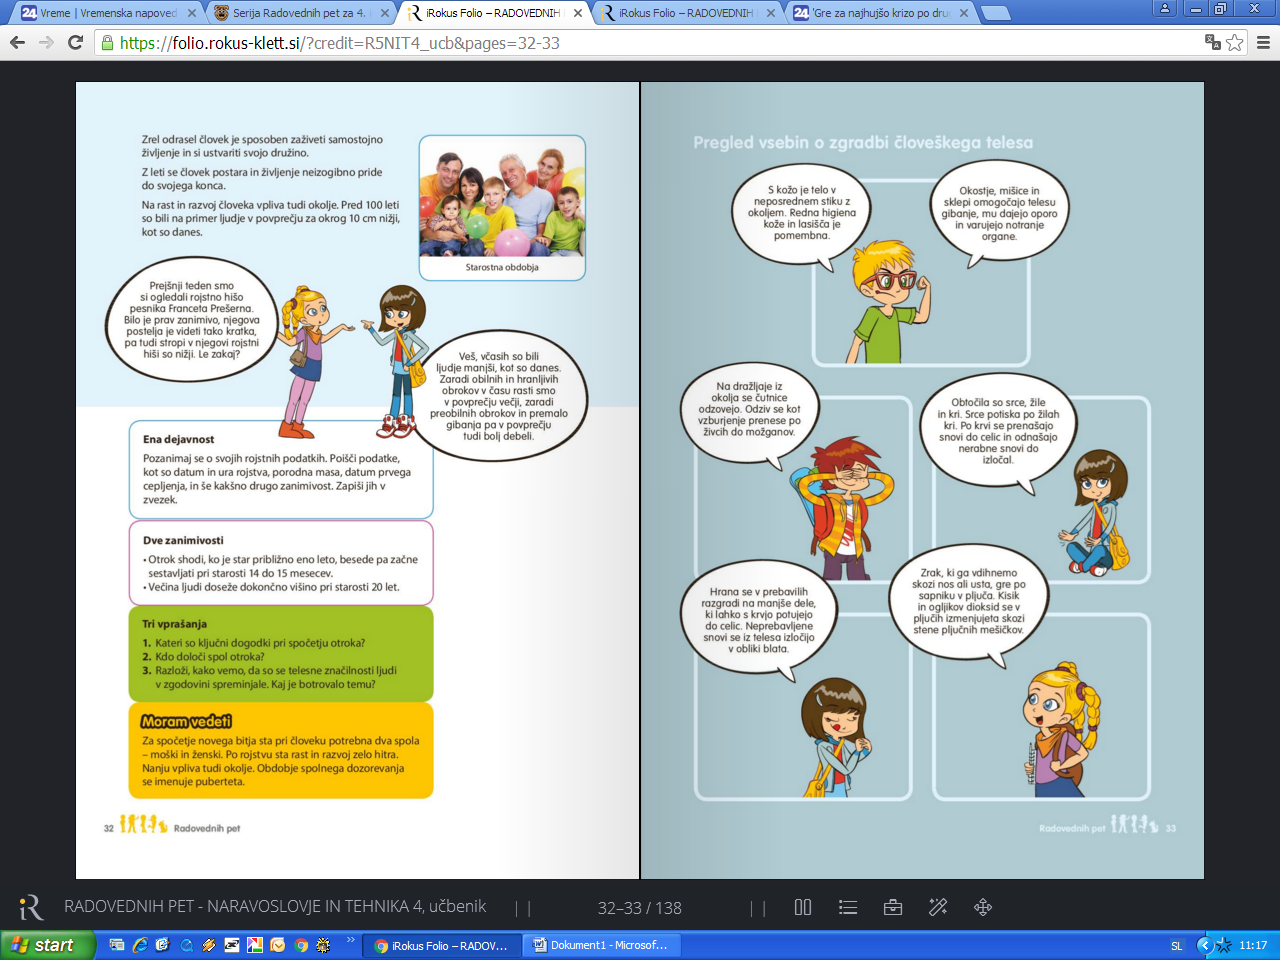 Vreme | Vremenska napoved
Serija Radovednih pet za 4.
iRokus Folio – RADOVEDNIH
iRokus Folio – RADOVEDNIH
'Gre za najhujšo krizo po dru
https://folio.rokus-klett.si/?credit=R5NIT4_ucb&pages=32-33
Zrel odrasel človek je sposoben zaživeti samostojno
življenje in si ustvariti svojo družino.
Z leti se človek postara in življenje neizogibno pride
do svojega konca.
Na rast in razvoj človeka vpliva tudi okolje. Pred 100 leti
so bili na primer ljudje v povprečju za okrog 10 cm nižji,
kot so danes.
Starostna obdobja
Prejšnji teden smo
si ogledali rojstno hišo
pesnika Franceta Prešerna.
Bilo je prav zanimivo, njegova
postelja je videti tako kratka,
pa tudi stropi v njegovi rojstni
hiši so nižji. Le zakaj?
Veš, včasih so bili
ljudje manjši, kot so danes.
Zaradi obilnih in hranljivih
obrokov v času rasti smo
v povprečju večji, zaradi
preobilnih obrokov in premalo
gibanja pa v povprečju
tudi bolj debeli.
Ena dejavnost
Pozanimaj se o svojih rojstnih podatkih. Poišči podatke,
kot so datum in ura rojstva, porodna masa, datum prvega
cepljenja, in še kakšno drugo zanimivost. Zapiši jih v
zvezek.
Dve zanimivosti
• Otrok shodi, ko je star približno eno leto, besede pa začne
sestavljati pri starosti 14 do 15 mesecev.
• Večina ljudi doseže dokončno višino pri starosti 20 let.
Tri vprašanja
1. Kateri so ključni dogodki pri spočetju otroka?
2. Kdo določi spol otroka?
3. Razloži, kako vemo, da so se telesne značilnosti ljudi
v zgodovini spreminjale. Kaj je botrovalo temu?
Moram vedeti
Za spočetje novega bitja sta pri človeku potrebna dva spola
– moški in ženski. Po rojstvu sta rast in razvoj zelo hitra.
Nanju vpliva tudi okolje. Obdobje spolnega dozorevanja
se imenuje puberteta.
32 Radovednih pet
Pregled vsebin o zgradbi človeškega telesa
S kožo je telo v
neposrednem stiku z
okoljem. Redna higiena
kože in lasišča je
pomembna.
Okostje, mišice in
sklepi omogočajo telesu
gibanje, mu dajejo oporo
in varujejo notranje
organe.
Na dražljaje iz
okolja se čutnice
odzovejo. Odziv se kot
vzburjenje prenese po
živcih do možganov.
Obtočila so srce, žile
in kri. Srce potiska po žilah
kri. Po krvi se prenašajo
snovi do celic in odnašajo
nerabne snovi do
izločal.
Hrana se v prebavilih
razgradi na manjše dele,
ki lahko s krvjo potujejo
do celic. Neprebavljene
snovi se iz telesa izločijo
v obliki blata.
Zrak, ki ga vdihnemo
skozi nos ali usta, gre po
sapniku v pljuča. Kisik
in ogljikov dioksid se v
pljučih izmenjujeta skozi
stene pljučnih mešičkov.
Radovednih pet 33
RADOVEDNIH PET - NARAVOSLOVJE IN TEHNIKA 4, učbenik
32–33 / 138
start
iRokus Folio – RADOV...
Dokument1 - Microsof...
SL
11:17